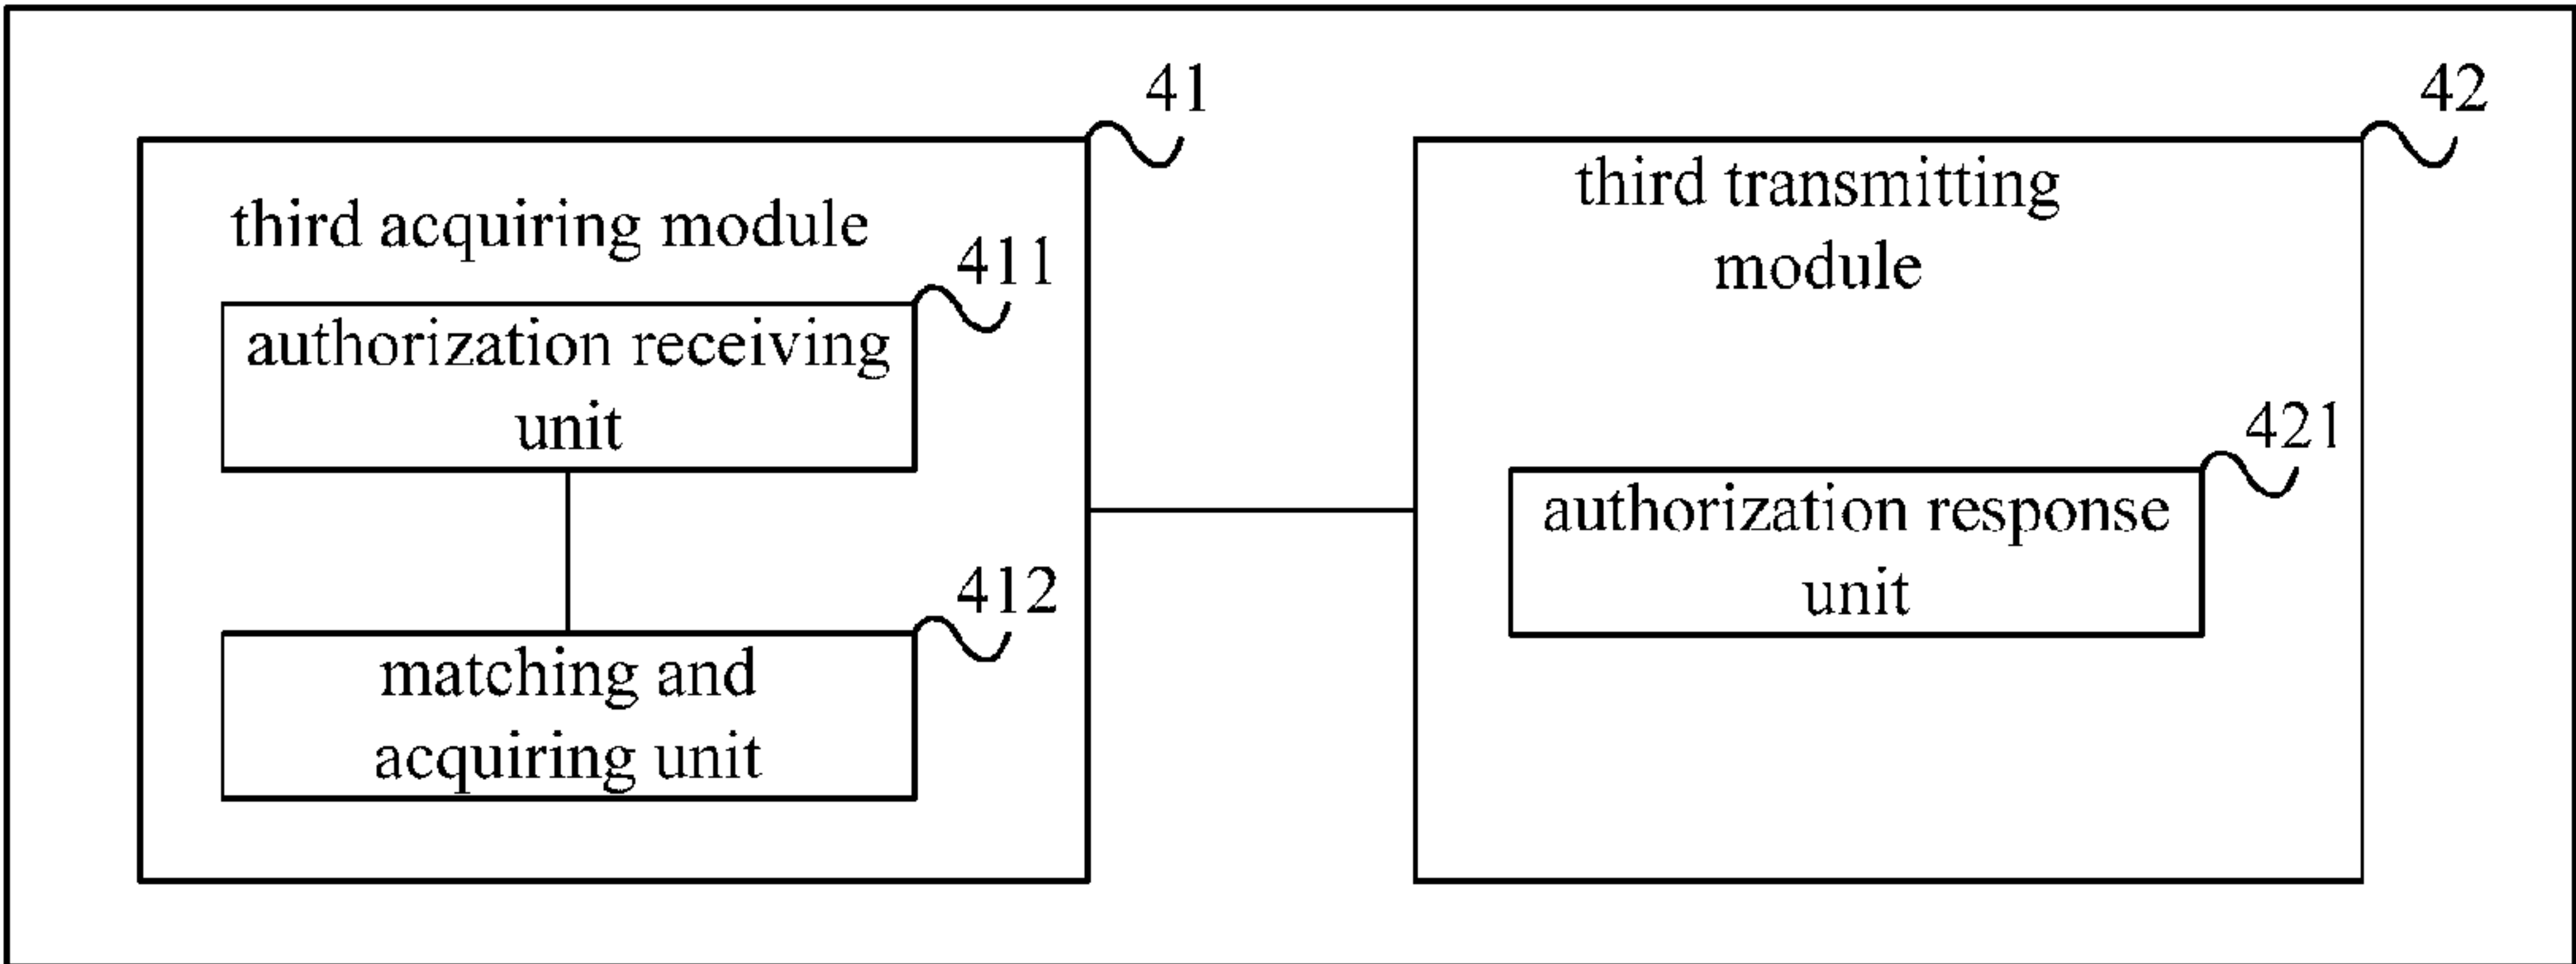 41
third acquiring module
411
authorization receiving
unit
412
matching and
acquiring unit
42
third transmitting
module
421
authorization response
unit